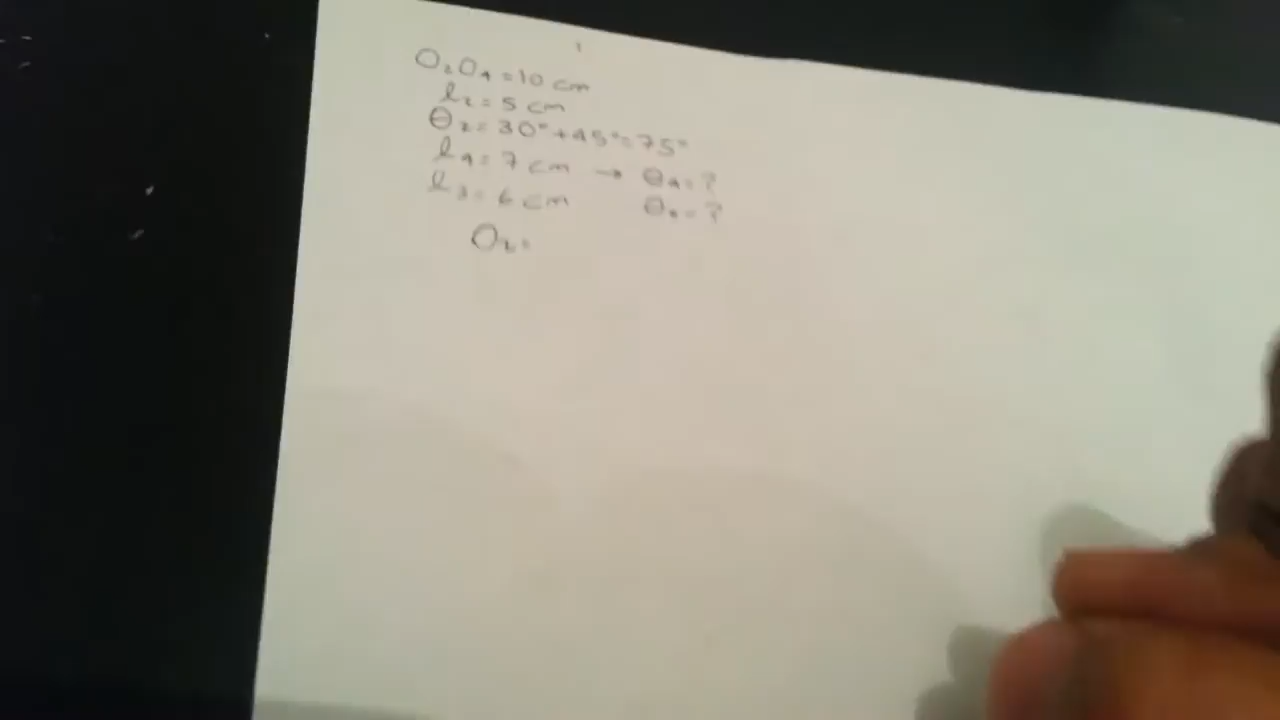 O₂O₄ = 10 cm
l₂ = 5 cm
θ₂ = 30° + 45° = 75°
l₄ = 7 cm → θ₄ = ?
l₃ = 6 cm θ₃ = ?
O₂ =